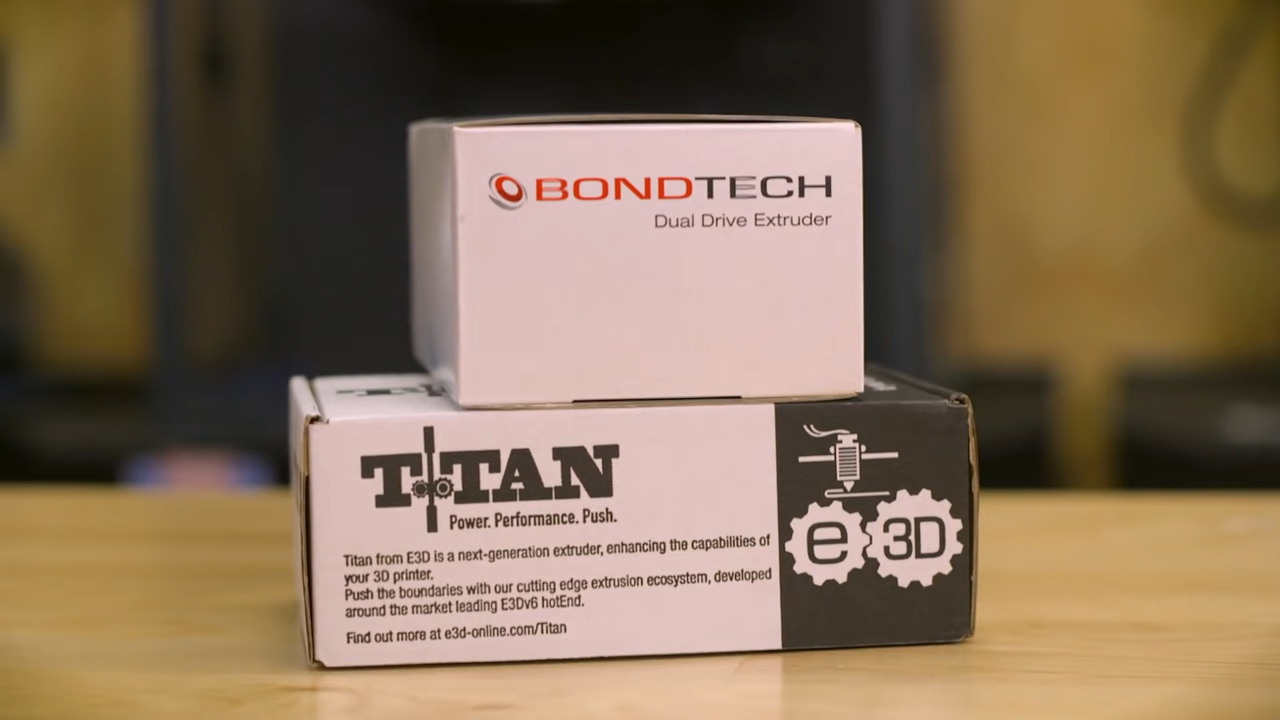 BONDTECH
Dual Drive Extruder
TITAN
Power. Performance. Push.
Titan from E3D is a next-generation extruder, enhancing the capabilities of
your 3D printer.
Push the boundaries with our cutting edge extrusion ecosystem, developed
around the market leading E3Dv6 hotEnd.
Find out more at e3d-online.com/Titan
e3D